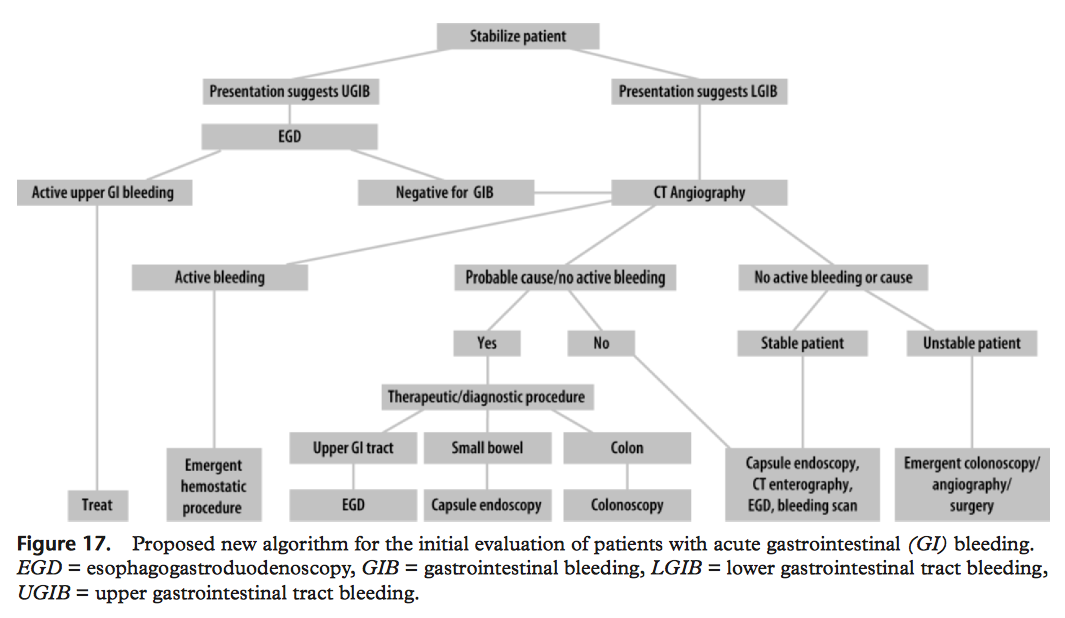 Stabilize patient
Presentation suggests UGIB
Presentation suggests LGIB
EGD
Active upper GI bleeding
Negative for GIB
CT Angiography
Active bleeding
Probable cause/no active bleeding
No active bleeding or cause
Yes
No
Stable patient
Unstable patient
Therapeutic/diagnostic procedure
Upper GI tract
Small bowel
Colon
Treat
Emergent
hemostatic
procedure
EGD
Capsule endoscopy
Colonoscopy
Capsule endoscopy,
CT enterography,
EGD, bleeding scan
Emergent colonoscopy/
angiography/
surgery
Figure 17. Proposed new algorithm for the initial evaluation of patients with acute gastrointestinal (GI) bleeding.
EGD = esophagogastroduodenoscopy, GIB = gastrointestinal bleeding, LGIB = lower gastrointestinal tract bleeding,
UGIB = upper gastrointestinal tract bleeding.